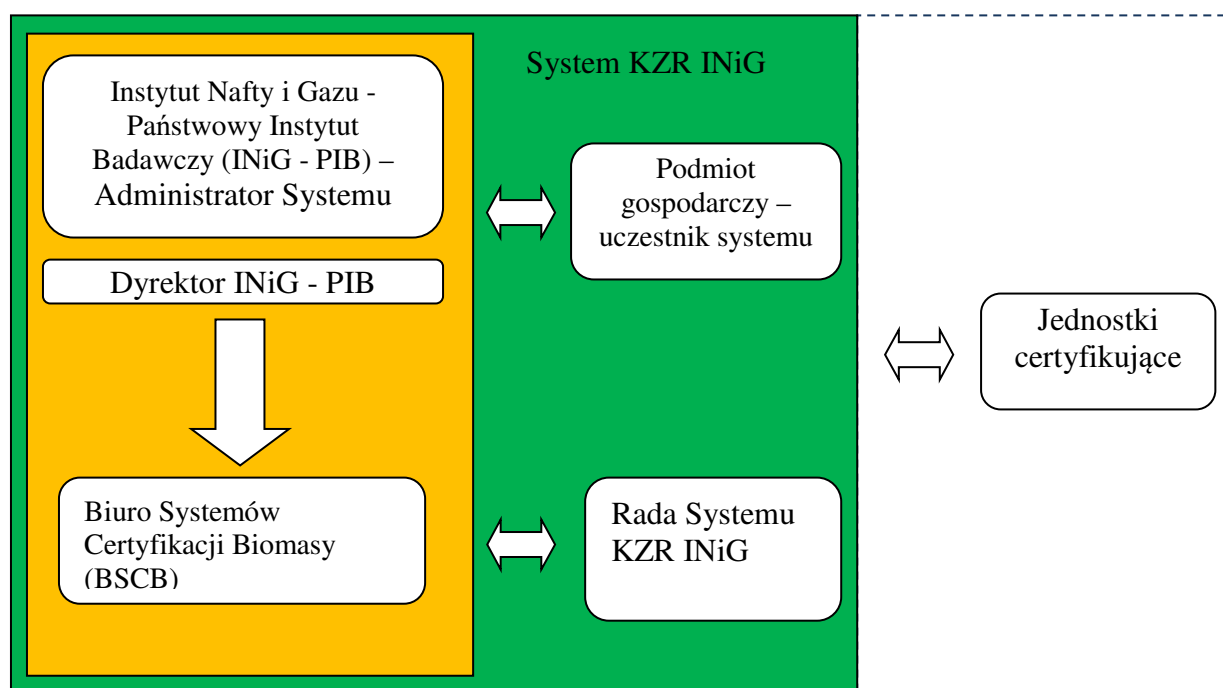 System KZR INiG
Instytut Nafty i Gazu -
Państwowy Instytut
Badawczy (INiG - PIB) –
Administrator Systemu
Podmiot
gospodarczy –
uczestnik systemu
Dyrektor INiG - PIB
Jednostki
certyfikujące
Biuro Systemów
Certyfikacji Biomasy
(BSCB)
Rada Systemu
KZR INiG